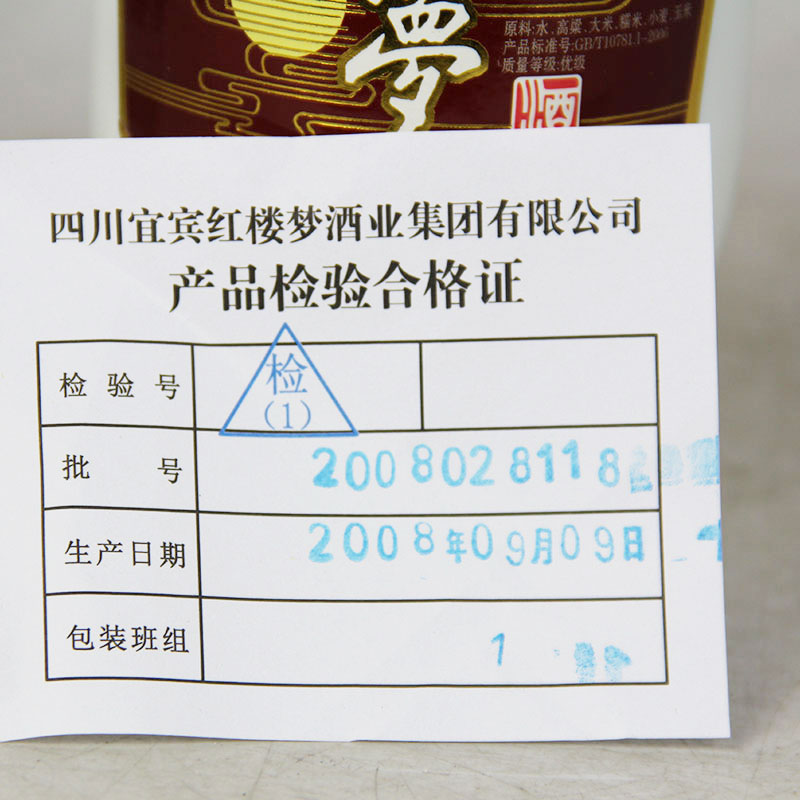 梦
原料:水、高粱、大米、糯米、小麦、玉米
产品标准号:GB/T10781.1-2006
质量等级:优级
酒
四川宜宾红楼梦酒业集团有限公司
产品检验合格证
检验号 检(1)
批号 2008028118
生产日期 2008年09月09日
包装班组 1